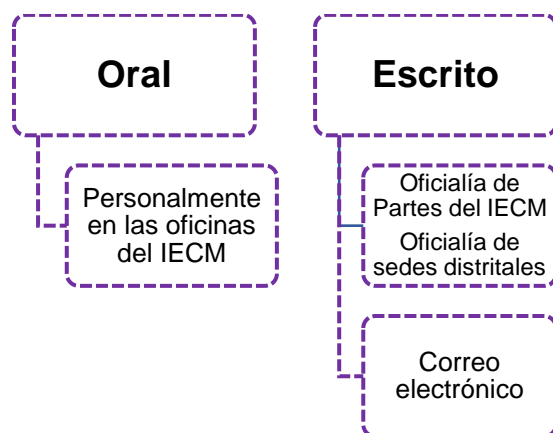 Oral
Personalmente
en las oficinas
del IECM
Escrito
Oficialía de
Partes del IECM
Oficialía de
sedes distritales
Correo
electrónico